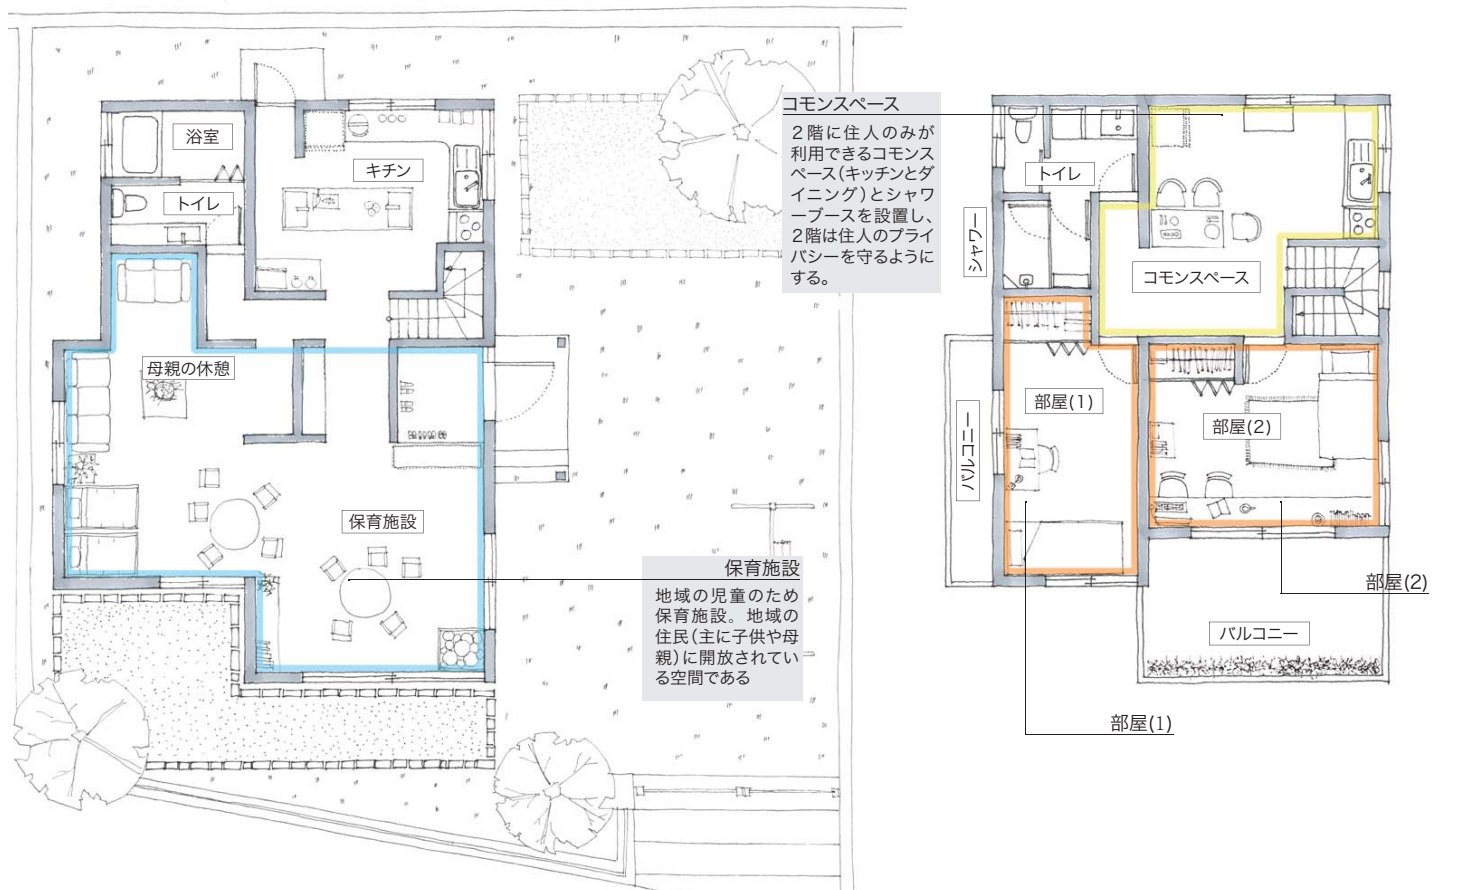 浴室
トイレ
キチン
母親の休憩
保育施設
保育施設
地域の児童のため
保育施設。地域の
住民（主に子供や母
親）に開放されてい
る空間である
コモンスペース
２階に住人のみが
利用できるコモンス
ペース（キッチンとダ
イニング）とシャワ
ーブースを設置し、
２階は住人のプライ
バシーを守るように
する。
トイレ
シャワー
コモンスペース
部屋(1)
部屋(2)
バルコニー
部屋(2)
バルコニー
部屋(1)